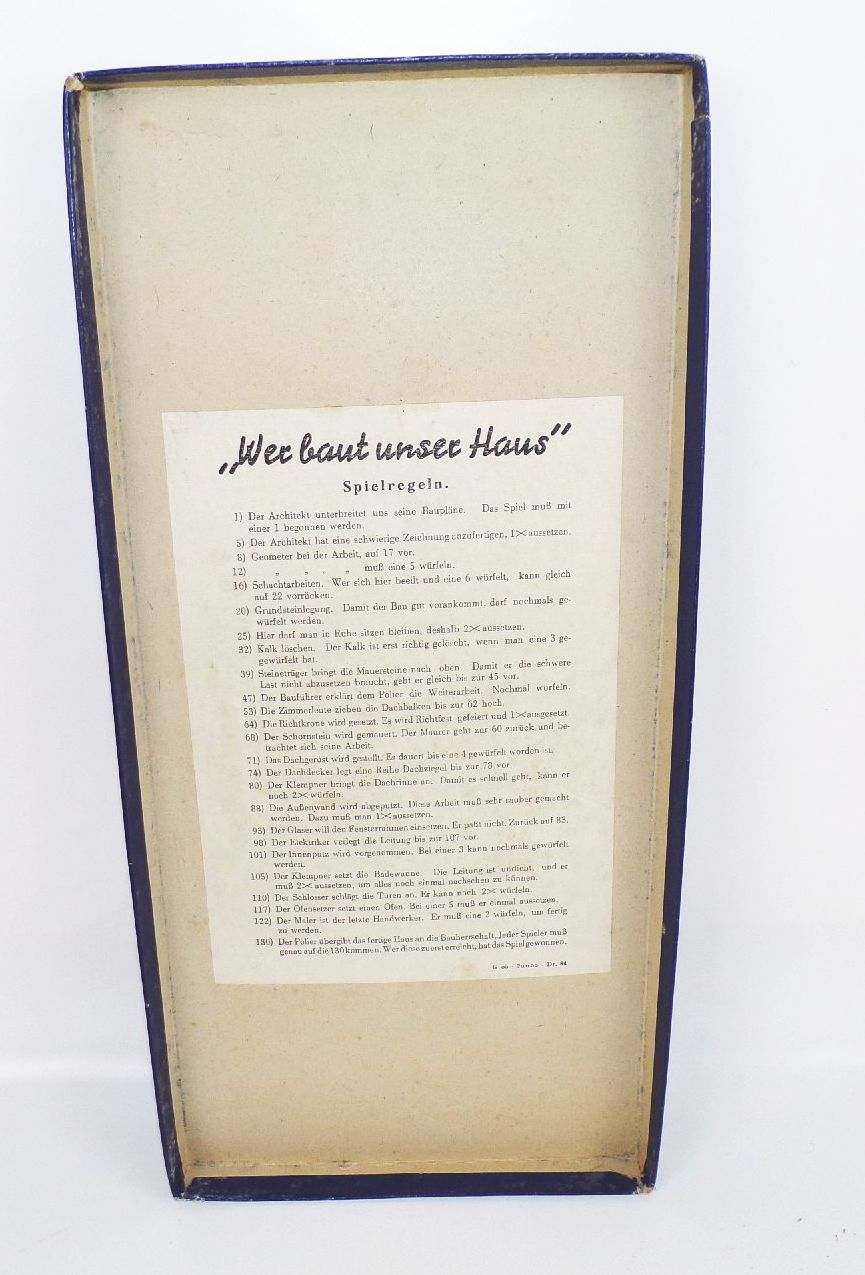 „Wer baut unser Haus"
Spielregeln.
1) Der Architekt unterbreitet uns seine Baupläne. Das Spiel muß mit
einer 1 begonnen werden.
5) Der Architekt hat eine schwierige Zeichnung anzufertigen, 1× aussetzen.
8) Geometer bei der Arbeit, auf 17 vor.
12) „ „ „ „ muß eine 5 würfeln.
16) Schachtarbeiten. Wer sich hier beeilt und eine 6 würfelt, kann gleich
auf 22 vorrücken.
20) Grundsteinlegung. Damit der Bau gut vorankommt, darf nochmals ge-
würfelt werden.
25) Hier darf man in Ruhe sitzen bleiben, deshalb 2× aussetzen.
32) Kalk löschen. Der Kalk ist erst richtig gelöscht, wenn man eine 3 ge-
gewürfelt hat.
39) Steineträger bringt die Mauersteine nach oben Damit er die schwere
Last nicht abzusetzen braucht, geht er gleich bis zur 45 vor.
47) Der Bauführer erklärt dem Polier die Weiterarbeit. Nochmal würfeln.
53) Die Zimmerleute ziehen die Dachbalken bis zur 62 hoch.
64) Die Richtkrone wird gesetzt. Es wird Richtfest gefeiert und 1× ausgesetzt.
68) Der Schornstein wird gemauert. Der Maurer geht zur 60 zurück und be-
trachtet sich seine Arbeit.
71) Das Dachgerüst wird gestellt. Es dauert bis eine 4 gewürfelt worden ist.
74) Der Dachdecker legt eine Reihe Dachziegel bis zur 78 vor.
80) Der Klempner bringt die Dachrinne an. Damit es schnell geht, kann er
noch 2× würfeln.
88) Die Außenwand wird abgeputzt. Diese Arbeit muß sehr sauber gemacht
werden. Dazu muß man 1× aussetzen.
93) Der Glaser will den Fensterrahmen einsetzen. Er paßt nicht. Zurück auf 83.
98) Der Elektriker verlegt die Leitung bis zur 107 vor.
101) Der Innenputz wird vorgenommen. Bei einer 3 kann nochmals gewürfelt
werden.
105) Der Klempner setzt die Badewanne. Die Leitung ist undicht, und er
muß 2× aussetzen, um alles noch einmal nachsehen zu können.
110) Der Schlosser schlägt die Türen an. Er kann noch 2× würfeln.
117) Der Ofensetzer setzt einen Ofen. Bei einer 5 muß er einmal aussetzen.
122) Der Maler ist der letzte Handwerker. Er muß eine 2 würfeln, um fertig
zu werden.
130) Der Polier übergibt das fertige Haus an die Bauherrschaft. Jeder Spieler muß
genau auf die 130 kommen. Wer diese zuerst erreicht, hat das Spiel gewonnen.